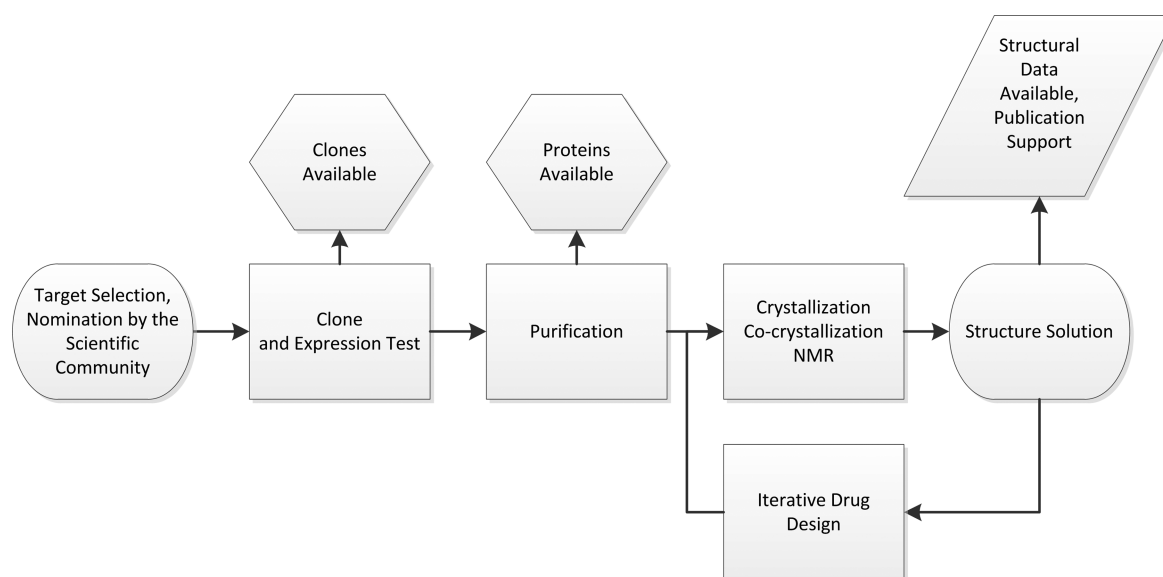 Structural
Data
Available,
Publication
Support
Clones
Available
Proteins
Available
Target Selection,
Nomination by the
Scientific
Community
Clone
and Expression Test
Purification
Crystallization
Co-crystallization
NMR
Structure Solution
Iterative Drug
Design